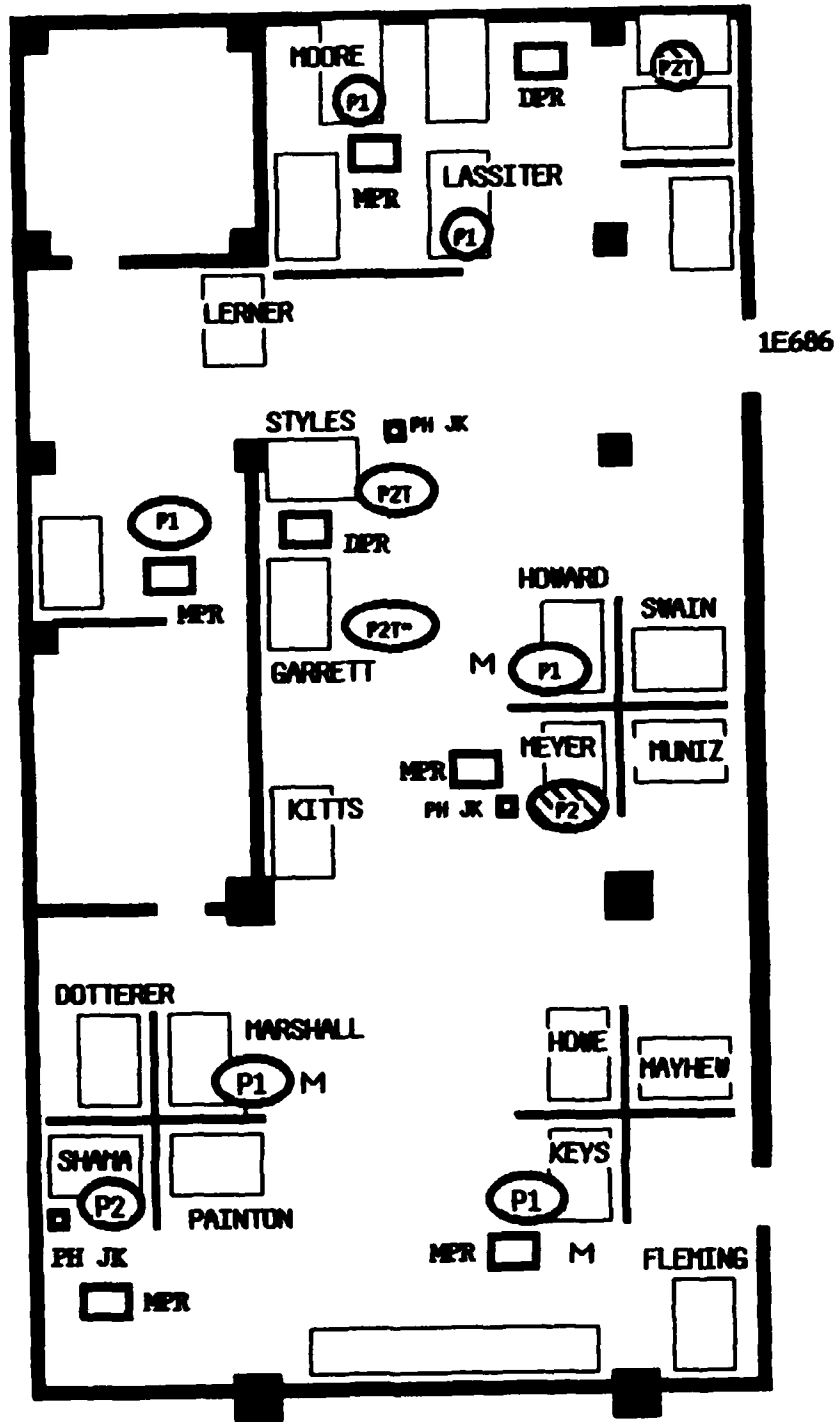 MOORE
P2T
P1
DPR
MPR
LASSITER
P1
LERNER
1E686
STYLES
PH JK
P2T
P1
DPR
MPR
HOWARD
SWAIN
P2T*
GARRETT
M
P1
MEYER
MUNIZ
MPR
PH JK
P2
KITTS
DOTTERER
MARSHALL
HOWE
MAYHEW
P1
M
KEYS
SHAMA
P2
P1
PAINTON
PH JK
MPR
M
FLEMING
MPR